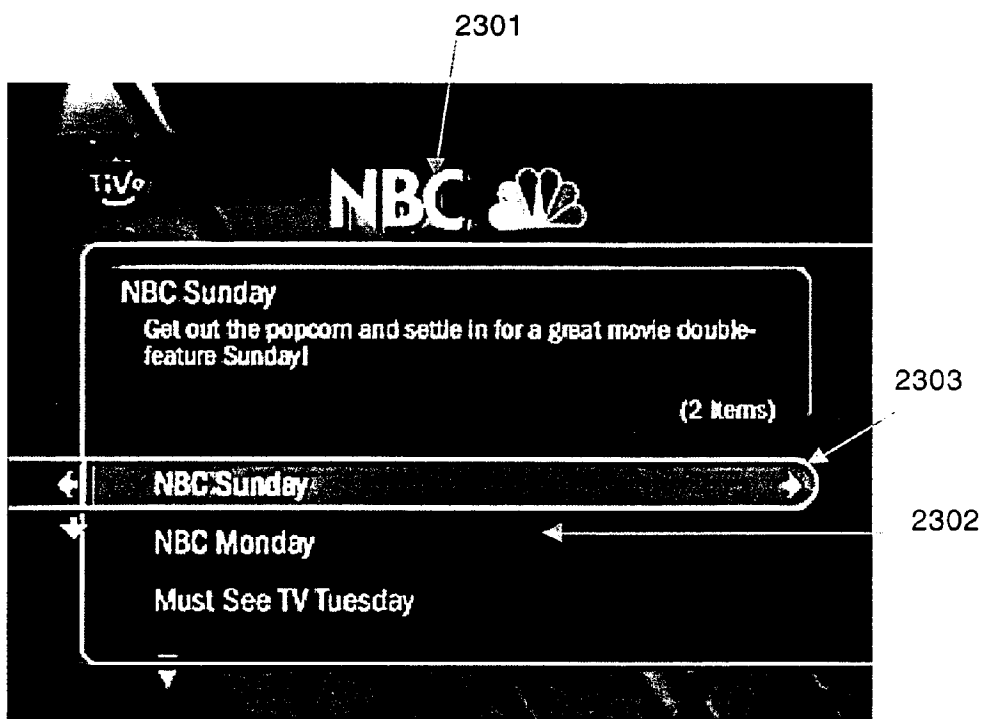 2301
TiVo
NBC
NBC Sunday
Get out the popcorn and settle in for a great movie double-
feature Sunday!
(2 items)
2303
NBC Sunday
2302
NBC Monday
Must See TV Tuesday